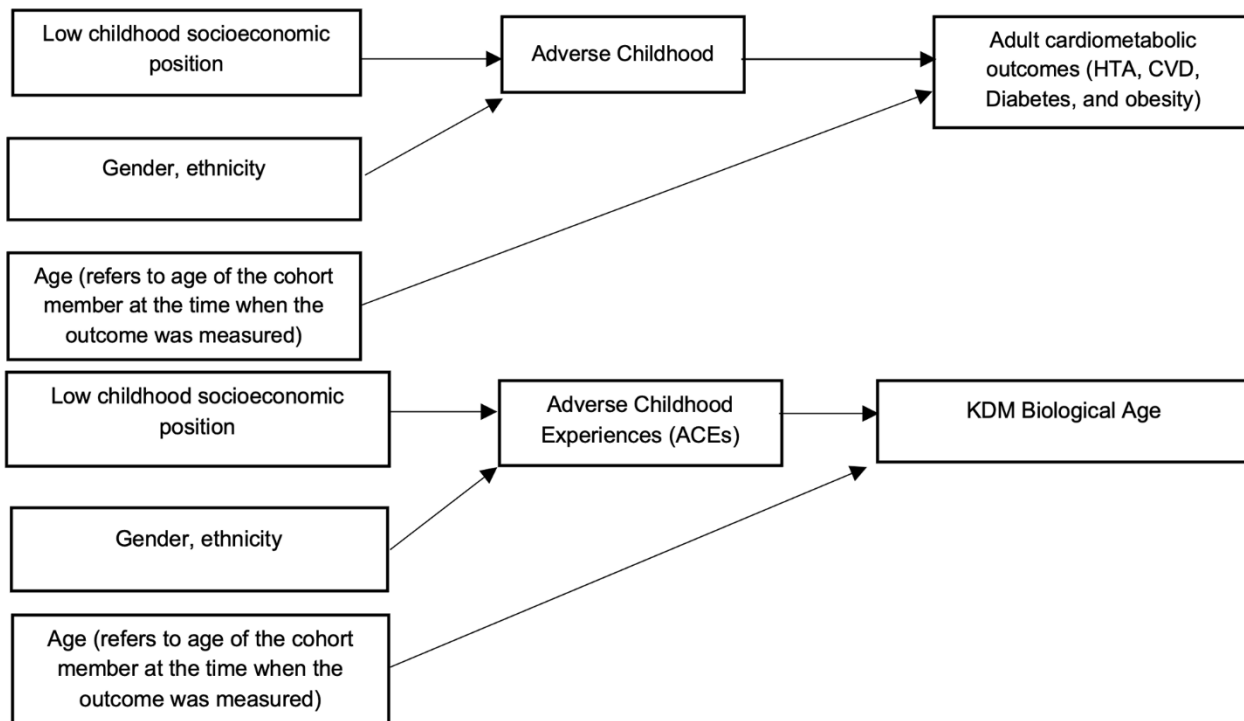 Low childhood socioeconomic
position
Adverse Childhood
Adult cardiometabolic
outcomes (HTA, CVD,
Diabetes, and obesity)
Gender, ethnicity
Age (refers to age of the cohort
member at the time when the
outcome was measured)
Low childhood socioeconomic
position
Adverse Childhood
Experiences (ACEs)
KDM Biological Age
Gender, ethnicity
Age (refers to age of the cohort
member at the time when the
outcome was measured)